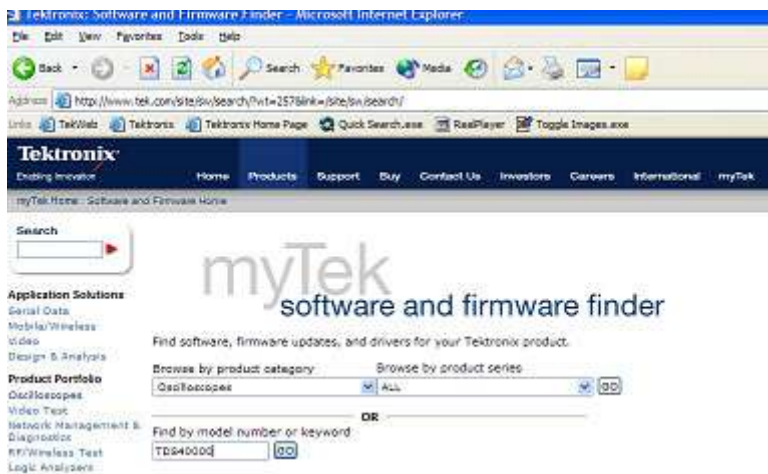 Tektronix: Software and Firmware Finder - Microsoft Internet Explorer
File Edit View Favorites Tools Help
Back Search Favorites Media
Address http://www.tek.com/site/sw/search/?wt=257&link=/site/sw/search/
Links TekWeb Tektronix Tektronix Home Page Quick Search.exe RealPlayer Toggle Images.exe
Tektronix
Enabling Innovation
Home Products Support Buy Contact Us Investors Careers International myTek
myTek Home : Software and Firmware Home
Search
myTek
software and firmware finder
Application Solutions
Serial Data
Mobile/Wireless
Video
Design & Analysis
Product Portfolio
Oscilloscopes
Video Test
Network Management & Diagnostics
RF/Wireless Test
Logic Analyzers
Find software, firmware updates, and drivers for your Tektronix product.
Browse by product category Browse by product series
Oscilloscopes ALL GO
OR
Find by model number or keyword
GO